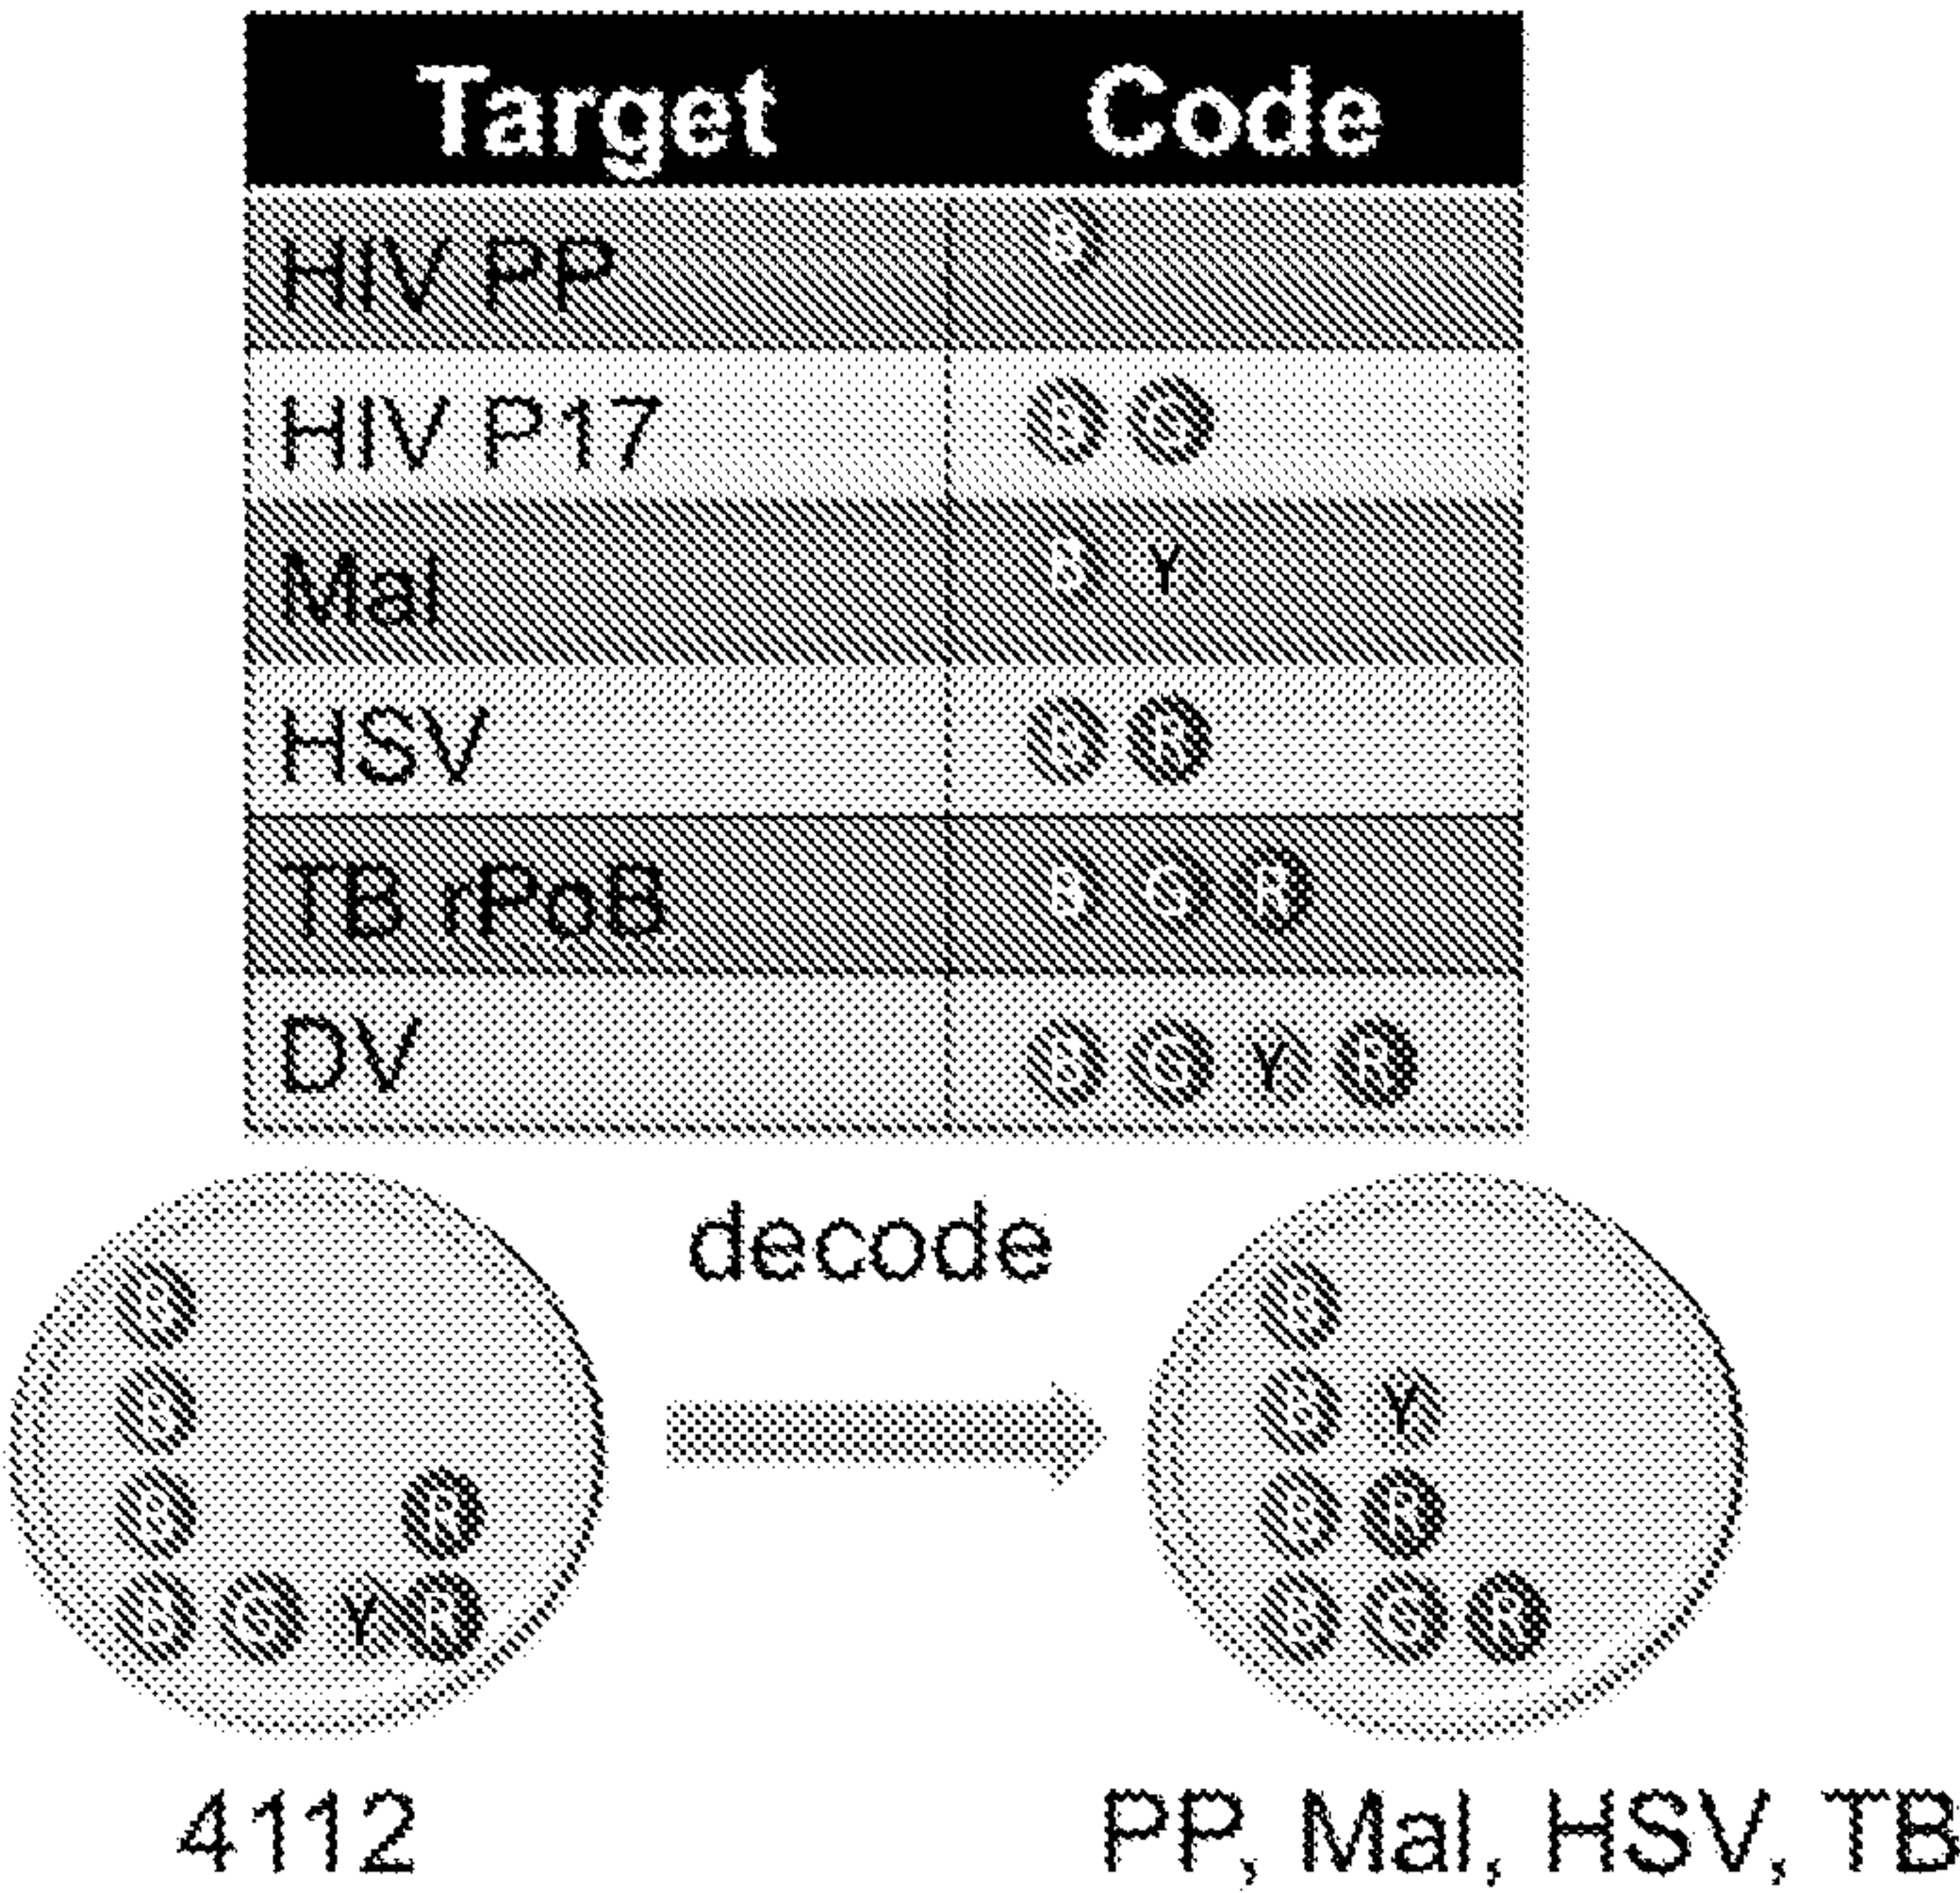 Target Code
HIV PP B
HIV P17 B G
Mal B Y
HSV B R
TB rPoB B G R
DV B G Y R
decode
B
B
B R
B G Y R
B
B Y
B R
B G R
4112
PP, Mal, HSV, TB